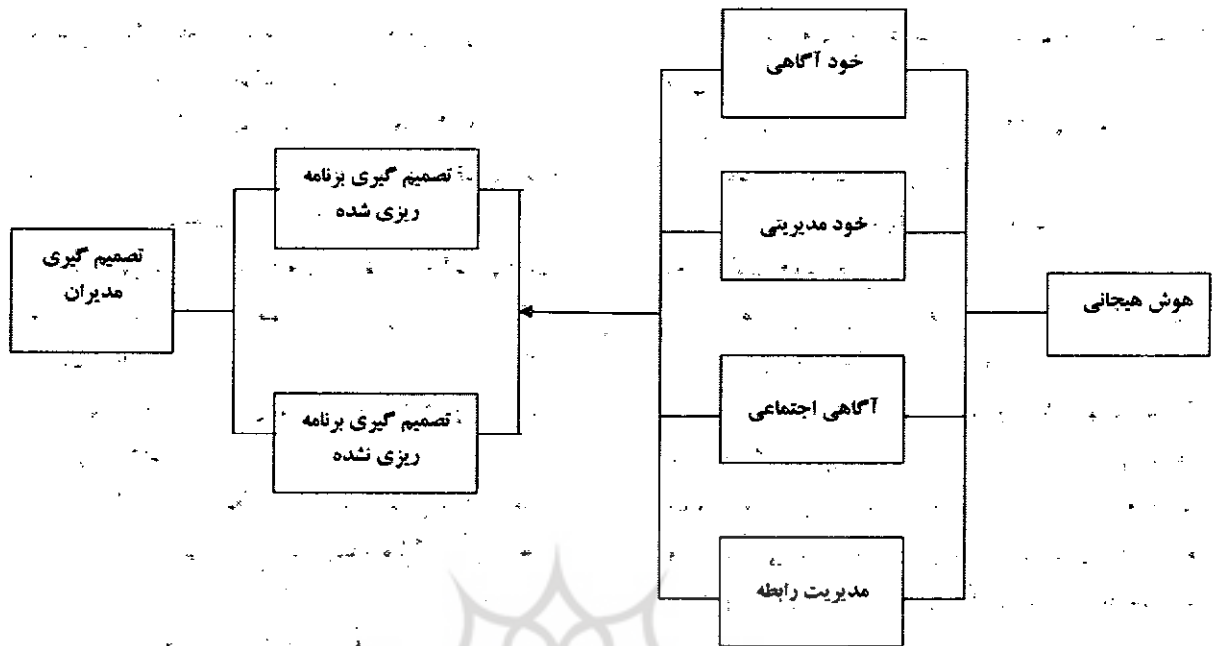 هوش هیجانی
خود آگاهی
خود مدیریتی
آگاهی اجتماعی
مدیریت رابطه
تصمیم گیری برنامه
ریزی شده
تصمیم گیری برنامه
ریزی نشده
تصمیم گیری
مدیران